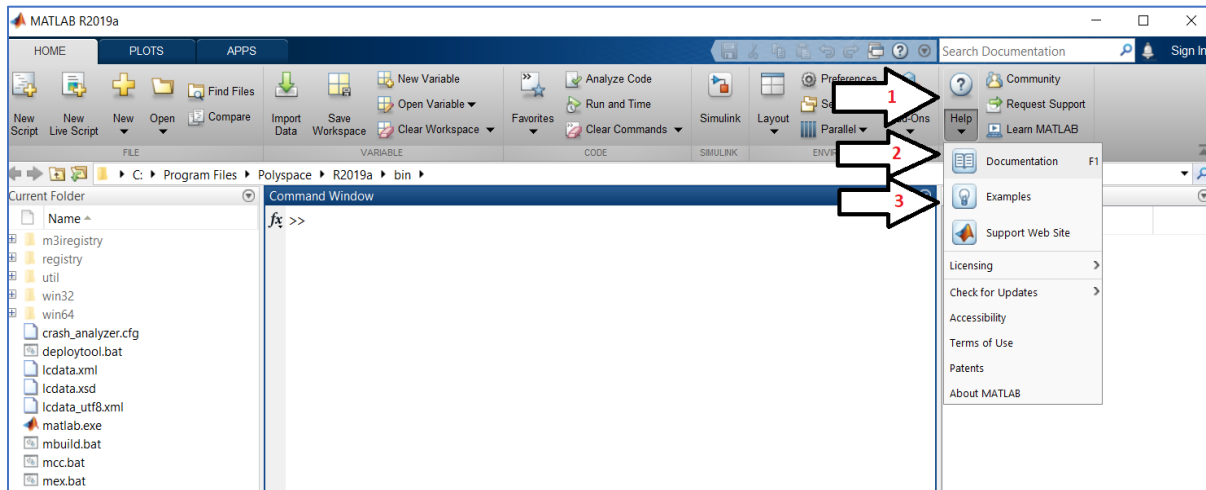 MATLAB R2019a
HOME PLOTS APPS Search Documentation Sign In
New Script
New Live Script
New
Open
Find Files
Compare
FILE
Import Data
Save Workspace
New Variable
Open Variable
Clear Workspace
VARIABLE
Favorites
Analyze Code
Run and Time
Clear Commands
CODE
Simulink
SIMULINK
Layout
Preferences
Parallel
1
2
3
Help
Community
Request Support
Learn MATLAB
C: Program Files Polyspace R2019a bin
Current Folder
Name
m3iregistry
registry
util
win32
win64
crash_analyzer.cfg
deploytool.bat
lcdata.xml
lcdata.xsd
lcdata_utf8.xml
matlab.exe
mbuild.bat
mcc.bat
mex.bat
Command Window
fx >>
Documentation F1
Examples
Support Web Site
Licensing
Check for Updates
Accessibility
Terms of Use
Patents
About MATLAB